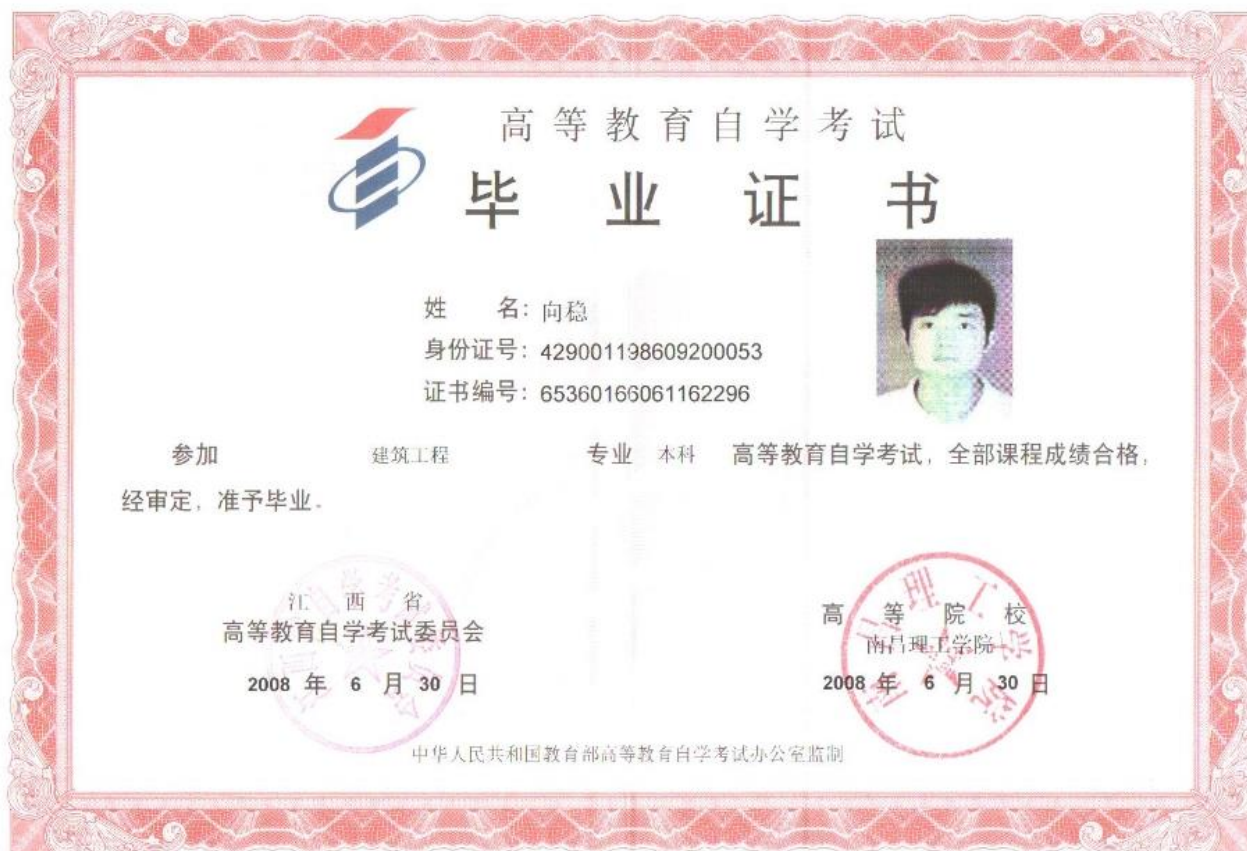 高等教育自学考试
毕业证书
姓 名：向稳
身份证号：429001198609200053
证书编号：65360166061162296
参加 建筑工程 专业 本科 高等教育自学考试，全部课程成绩合格，
经审定，准予毕业。
江西省
高等教育自学考试委员会
2008 年 6 月 30 日
高等院校
南昌理工学院
2008 年 6 月 30 日
中华人民共和国教育部高等教育自学考试办公室监制